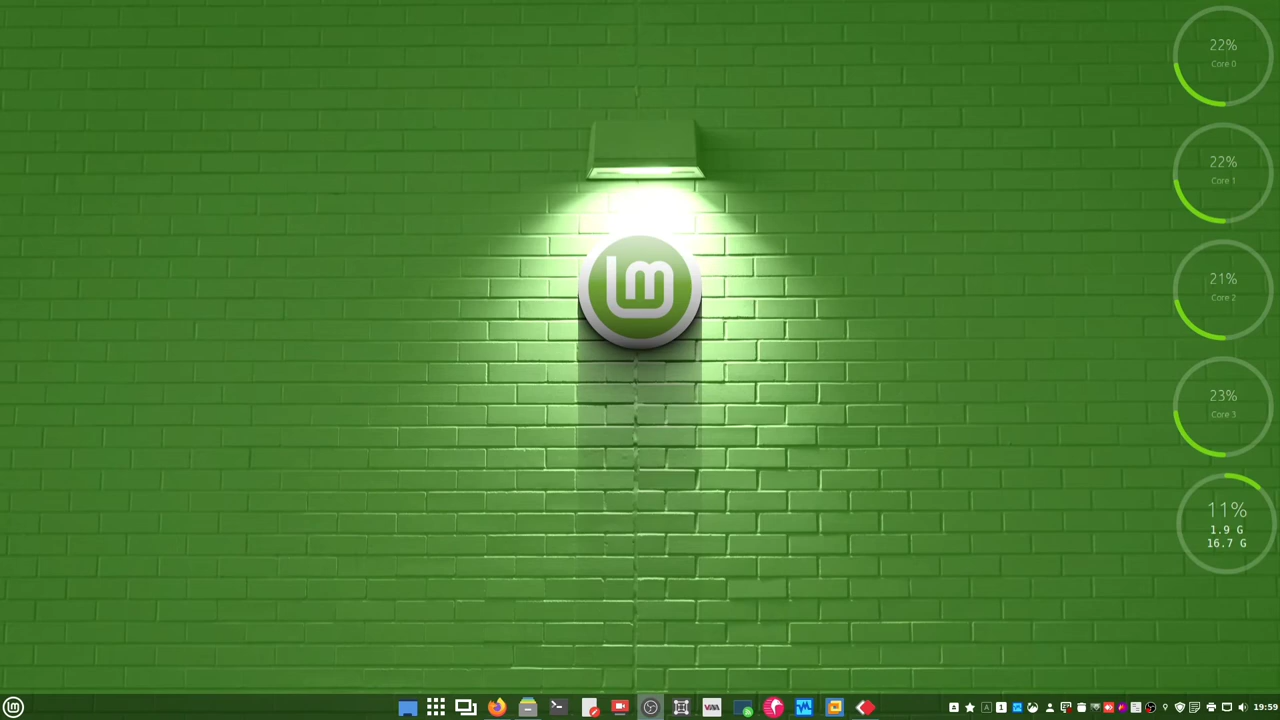 22%
Core 0
22%
Core 1
21%
Core 2
23%
Core 3
11%
1.9 G
16.7 G
19:59